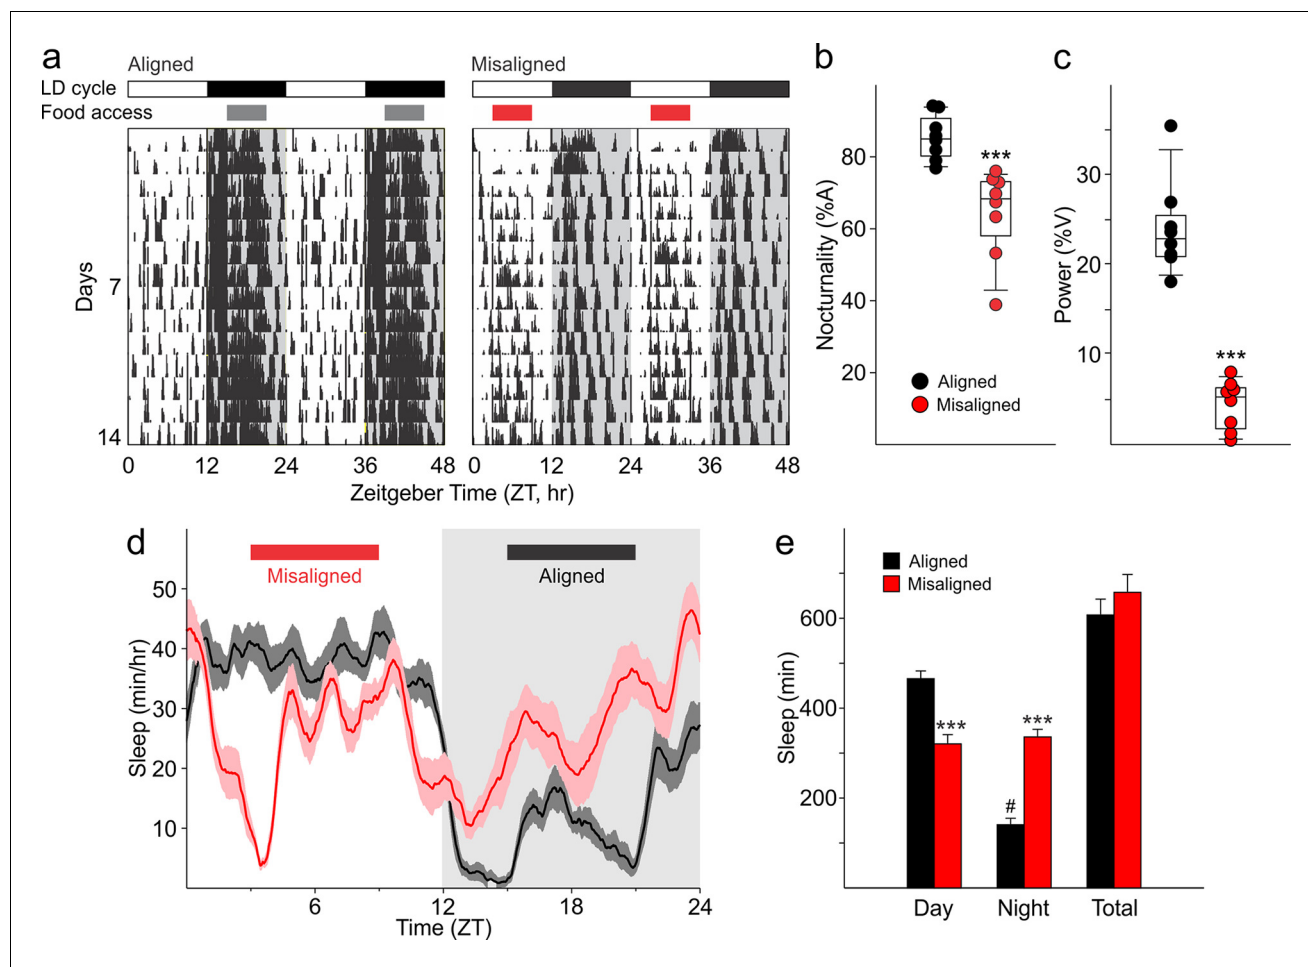 a
Aligned
Misaligned
LD cycle
Food access
Days
7
14
0 12 24 36 48
0 12 24 36 48
Zeitgeber Time (ZT, hr)
b
Nocturnality (%A)
80
60
40
20
***
Aligned
Misaligned
c
Power (%V)
30
20
10
***
d
Misaligned
Aligned
Sleep (min/hr)
50
40
30
20
10
6 12 18 24
Time (ZT)
e
Aligned
Misaligned
Sleep (min)
600
400
200
***
#
***
Day Night Total